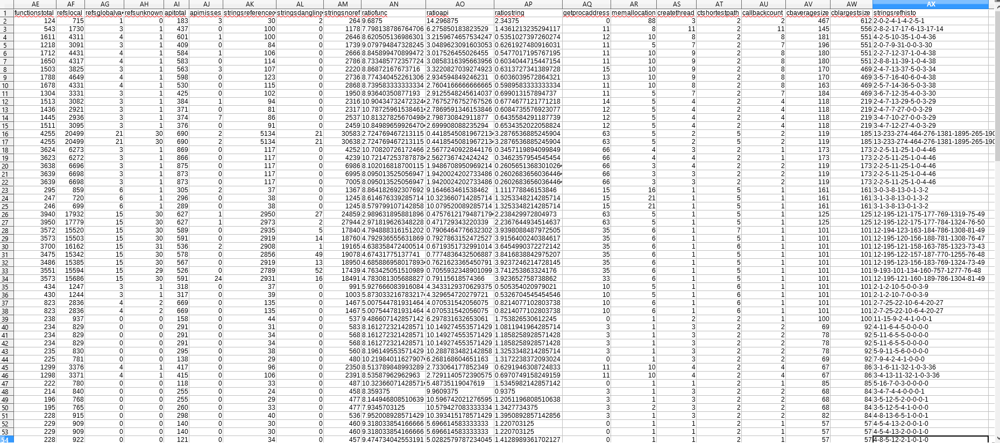 AE AF AG AH AI AJ AK AL AM AN AO AP AQ AR AS AT AU AV AW AX
1 functionstotal refslocal refsglobalva refsunknown apitotal apimisses stringsreference stringsdangling stringsnoref ratiofunc ratioapi ratiostring getprocaddress memallocation createthread ctshortestpath callbackcount cbaveragesize cblargestsize stringsrefhisto
2 124 715 1 0 183 3 30 2 264 9.6875 14.296875 2.34375 0 88 3 2 2 467 612 2-0-2-4-1-4-2-5-1
3 543 1730 3 1 437 0 100 0 1178 7.798138786764706 6.275850183823529 1.4361213235294117 11 8 11 2 11 145 556 2-8-2-17-17-6-13-17-14
4 1611 4311 4 1 601 1 100 0 2646 8.620505136986301 3.2159674657534247 0.5351027397260274 12 10 8 2 8 181 551 4-2-5-10-35-1-0-4-36
5 1218 3091 3 1 409 0 84 0 1739 9.079794847328245 3.0489623091603053 0.6261927480916031 11 5 7 2 7 196 551 2-0-7-9-31-0-0-3-30
6 1712 4431 4 1 584 1 106 0 2666 8.845899470899472 3.017526455026455 0.5477017195767195 11 10 9 2 8 180 551 2-2-7-12-37-1-0-4-38
7 1650 4317 4 1 583 0 114 0 2786 8.733485772357724 3.0858316395663956 0.6034044715447154 11 10 9 2 8 180 551 2-8-8-11-39-1-0-4-38
8 1503 3825 3 1 563 3 107 0 2220 8.86872167673716 3.3220827039274923 0.6313727341389728 15 10 9 2 8 170 469 2-4-7-13-37-5-0-3-34
9 1788 4649 4 1 598 0 123 0 2736 8.774340452261306 2.934594849246231 0.6036039572864321 13 10 9 2 8 170 469 3-5-7-16-40-6-0-4-38
10 1678 4331 4 1 530 0 115 0 2868 8.739583333333334 2.7604166666666665 0.5989583333333334 11 10 8 2 8 163 469 2-5-7-14-36-5-0-3-38
11 1304 3331 3 1 425 0 102 0 1950 8.93640350877193 2.9125548245614037 0.699013157894737 11 5 7 2 7 184 469 3-6-7-12-35-4-0-3-30
12 1513 3082 3 1 384 1 94 0 2316 10.90434732472324 2.7675276752767526 0.6774677121771218 14 5 4 2 4 118 219 2-4-7-13-29-5-0-3-29
13 1436 2921 3 1 371 0 81 0 2317 10.78725961538461 2.7869591346153846 0.6084735576923077 12 5 4 2 4 118 219 2-4-7-7-27-0-0-3-29
14 1445 2936 3 1 374 7 86 0 2537 10.81327825670498 2.798730842911877 0.6435584291187739 12 5 4 2 4 118 219 3-4-7-10-27-0-0-3-29
15 1511 3095 3 1 376 0 91 0 2459 10.84989659926470 2.699908088235294 0.6534352022058824 12 5 4 2 4 118 219 3-4-7-12-27-4-0-3-29
16 4255 20499 21 30 690 2 5134 21 30583 2.724769467213115 0.4418545081967213 3.2876536885245904 63 5 2 5 2 119 185 13-233-274-464-276-1381-1895-265-190
17 4255 20499 21 30 690 2 5134 21 30638 2.724769467213115 0.4418545081967213 3.2876536885245904 63 5 2 5 2 119 185 13-233-274-464-276-1381-1895-265-190
18 3624 6273 3 1 869 0 117 0 4252 10.70820726172466 2.5677240922844176 0.3457119894099849 66 4 3 2 1 173 173 2-2-5-11-25-1-0-4-46
19 3623 6272 3 1 866 0 117 0 4239 10.72147253787878 2.562736742424242 0.3462357954545454 66 4 4 2 1 173 173 2-2-5-11-25-1-0-4-46
20 3638 6696 3 1 875 0 117 0 6986 8.102016818700115 1.9486708950969214 0.2605651368301026 66 3 4 2 2 119 173 2-2-5-11-25-1-0-4-46
21 3639 6698 3 1 873 0 117 0 6995 8.095013525056947 1.9420024202733486 0.2602683656036446 66 3 3 2 2 119 173 2-2-5-11-25-1-0-4-46
22 3639 6698 3 1 873 0 117 0 7005 8.095013525056947 1.9420024202733486 0.2602683656036446 66 3 3 2 2 119 173 2-2-5-11-25-1-0-4-46
23 295 859 6 1 305 2 37 0 1367 8.864182692307692 9.164663461538462 1.111778846153846 15 16 1 5 1 161 161 3-0-3-8-13-0-1-3-2
24 247 720 6 1 296 0 38 0 1245 8.614676339285714 10.323660714285714 1.3253348214285714 15 21 1 5 1 161 161 3-1-3-8-13-0-1-3-2
25 246 699 6 1 289 0 38 0 1245 8.579799107142858 10.079520089285714 1.3253348214285714 15 21 1 5 1 161 161 3-1-3-8-13-0-1-3-2
26 3940 17932 15 30 627 1 2950 27 24859 2.989631895881896 0.4757612179487179 2.238429972804973 63 5 1 5 1 125 125 12-195-121-175-177-769-1319-75-49
27 3950 17779 15 30 627 1 2973 2 27944 2.971819626348228 0.471729343220339 2.2367644934514637 63 5 1 5 1 125 125 12-195-122-175-177-784-1324-76-50
28 3572 15520 15 30 589 0 2935 5 17840 4.794888316151202 0.7906464776632302 3.9398088487972505 35 6 1 7 1 101 101 12-194-123-163-184-786-1308-81-49
29 3573 15503 15 30 591 0 2919 14 18760 4.792936555631869 0.7927863152472527 3.9156400240384617 35 6 1 5 1 101 101 12-195-120-156-188-781-1308-76-47
30 3700 16162 15 31 536 2 2908 1 19165 4.638358472400514 0.6719351732991014 3.6454990372272142 35 6 1 6 1 101 101 12-195-121-158-163-785-1323-73-43
31 3475 15342 15 30 578 0 2856 49 19078 4.67431775137741 0.7774836432506887 3.8416838842975207 35 6 1 5 1 101 101 12-195-122-157-187-770-1255-76-48
32 3486 15385 15 30 567 0 2919 13 18950 4.685886958017893 0.7621623365450791 3.9237246214728145 35 6 1 5 1 101 101 12-195-123-156-183-769-1324-73-49
33 3551 15594 15 29 526 0 2789 52 17439 4.763425051510989 0.7055932348901099 3.741253863324176 35 6 1 5 1 101 101 9-193-101-134-160-757-1277-76-48
34 3573 15686 15 30 591 24 2931 16 18491 4.783081305688827 0.79115618574366 3.923652758738862 33 6 1 5 1 101 101 12-195-121-160-189-786-1304-81-49
35 434 1247 3 1 318 0 37 0 991 5.927666083916084 4.3433129370629375 0.505354020979021 10 5 1 6 1 101 101 2-1-2-10-5-0-0-3-9
36 430 1244 3 1 317 0 39 0 1003 5.873033216783217 4.329654720279721 0.5326704545454546 10 5 1 6 1 101 101 2-1-2-10-7-0-0-3-9
37 823 2836 4 2 669 0 135 0 1467 5.007544781931464 4.070531542056075 0.8214077102803738 10 6 1 6 1 101 101 2-7-25-22-10-6-4-20-27
38 823 2836 4 2 669 0 135 0 1467 5.007544781931464 4.070531542056075 0.8214077102803738 10 6 1 6 1 101 101 2-7-25-22-10-6-4-20-27
39 238 937 0 0 158 0 44 0 537 9.486607142857142 6.297831632653061 1.753826530612245 0 1 3 2 1 100 100 11-15-9-2-4-1-0-0-1
40 234 829 0 0 291 0 31 0 583 8.161272321428571 10.149274553571429 1.0811941964285714 3 1 3 2 2 69 92 4-11-6-4-5-0-0-0-0
41 234 829 0 0 291 0 34 0 568 8.161272321428571 10.149274553571429 1.1858258928571428 3 1 3 2 2 78 92 5-11-6-5-5-0-0-0-0
42 234 829 0 0 291 0 34 0 568 8.161272321428571 10.149274553571429 1.1858258928571428 3 1 3 2 2 78 92 5-11-6-5-5-0-0-0-0
43 235 830 0 0 295 0 38 0 560 8.196149553571429 10.288783482142858 1.3253348214285714 3 1 3 2 2 78 92 5-9-11-5-6-0-0-0-0
44 225 781 0 0 138 0 29 0 480 10.21984011627907 6.268168604651163 1.3172238372093024 0 1 3 2 2 69 92 7-9-4-2-4-1-0-0-0
45 1299 3376 4 1 417 0 96 0 2350 8.513789848993289 2.733064177852349 0.6291946308724833 11 10 4 2 4 67 86 3-1-6-11-32-1-0-3-36
46 1298 3371 4 1 415 0 106 0 2391 8.53587962962963 2.7291140572390575 0.6970749158249159 11 10 4 2 4 67 86 3-4-13-11-32-1-0-3-36
47 222 780 0 0 118 0 33 0 487 10.32366071428571 5.48735119047619 1.5345982142857142 0 1 1 2 1 85 85 5-16-7-0-3-0-0-0-0
48 214 840 0 0 255 0 24 0 458 8.359375 9.9609375 0.9375 3 1 3 2 2 68 84 3-4-7-4-4-0-0-0-1
49 196 768 0 0 255 0 29 0 477 8.144946808510639 10.596742021276595 1.2051196808510638 3 1 3 2 2 68 84 3-5-12-5-2-0-0-0-1
50 195 765 0 0 260 0 33 0 477 7.9345703125 10.579427083333334 1.3427734375 3 2 3 2 2 68 84 3-5-12-5-4-1-0-0-0
51 228 915 0 0 298 0 40 0 536 7.952008928571429 10.393415178571429 1.3950892857142856 3 1 3 2 2 82 84 4-8-13-6-5-1-0-0-1
52 229 909 0 0 140 0 30 0 460 9.318033854166666 5.696614583333333 1.220703125 0 1 1 2 1 57 57 4-5-4-13-2-0-0-1-0
53 229 909 0 0 140 0 30 0 460 9.318033854166666 5.696614583333333 1.220703125 0 1 1 2 1 57 57 4-5-4-13-2-0-0-1-0
54 228 922 0 0 121 0 34 0 457 9.474734042553191 5.0282579787234045 1.4128989361702127 0 1 1 2 1 57 57 4-8-5-12-2-1-0-1-0